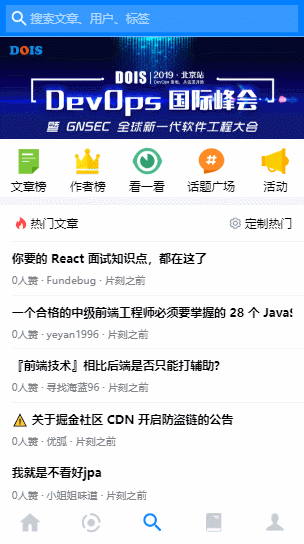 搜索文章、用户、标签
DOIS
DOIS 2019·北京站
DevOps 国际峰会
暨 GNSEC 全球新一代软件工程大会
文章榜 作者榜 看一看 话题广场 活动
热门文章 定制热门
你要的 React 面试知识点，都在这了
0人赞 · Fundebug · 片刻之前
一个合格的中级前端工程师必须要掌握的 28 个 JavaS
0人赞 · yeyan1996 · 片刻之前
『前端技术』相比后端是否只能打辅助?
0人赞 · 寻找海蓝96 · 片刻之前
⚠️ 关于掘金社区 CDN 开启防盗链的公告
0人赞 · 优弧 · 片刻之前
我就是不看好jpa
0人赞 · 小姐姐味道 · 片刻之前